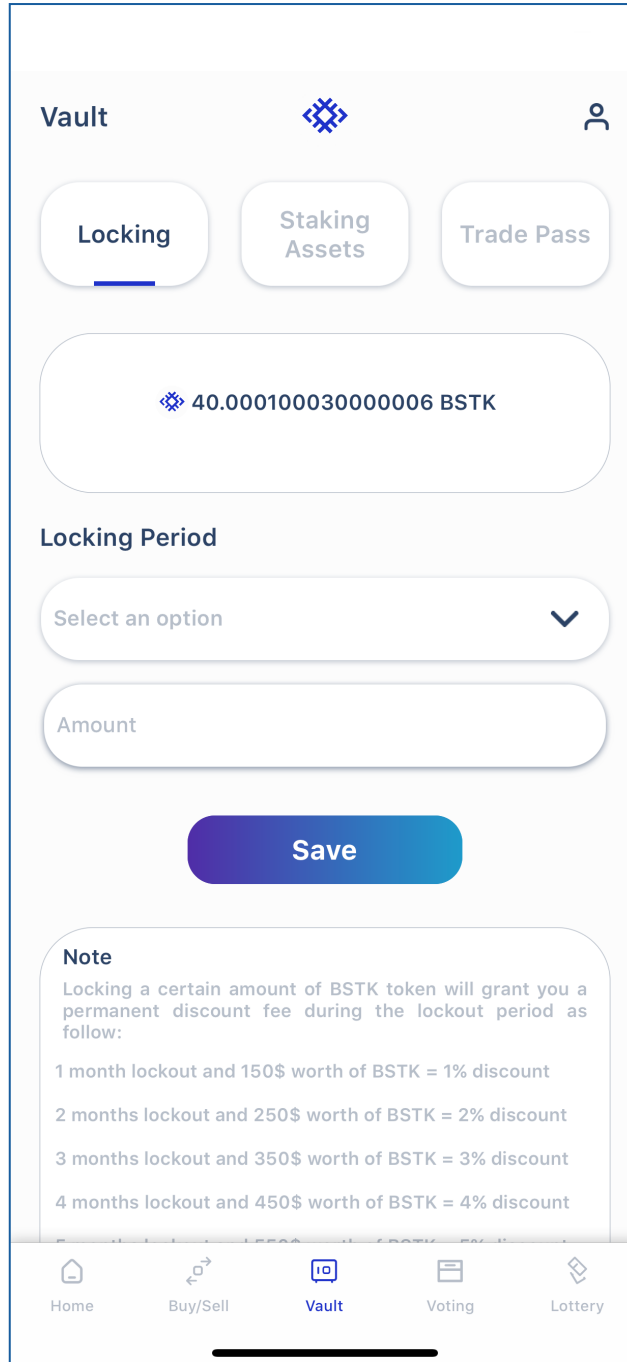 Vault
Locking
Staking
Assets
Trade Pass
40.000100030000006 BSTK
Locking Period
Select an option
Amount
Save
Note
Locking a certain amount of BSTK token will grant you a
permanent discount fee during the lockout period as
follow:
1 month lockout and 150$ worth of BSTK = 1% discount
2 months lockout and 250$ worth of BSTK = 2% discount
3 months lockout and 350$ worth of BSTK = 3% discount
4 months lockout and 450$ worth of BSTK = 4% discount
Home
Buy/Sell
Vault
Voting
Lottery